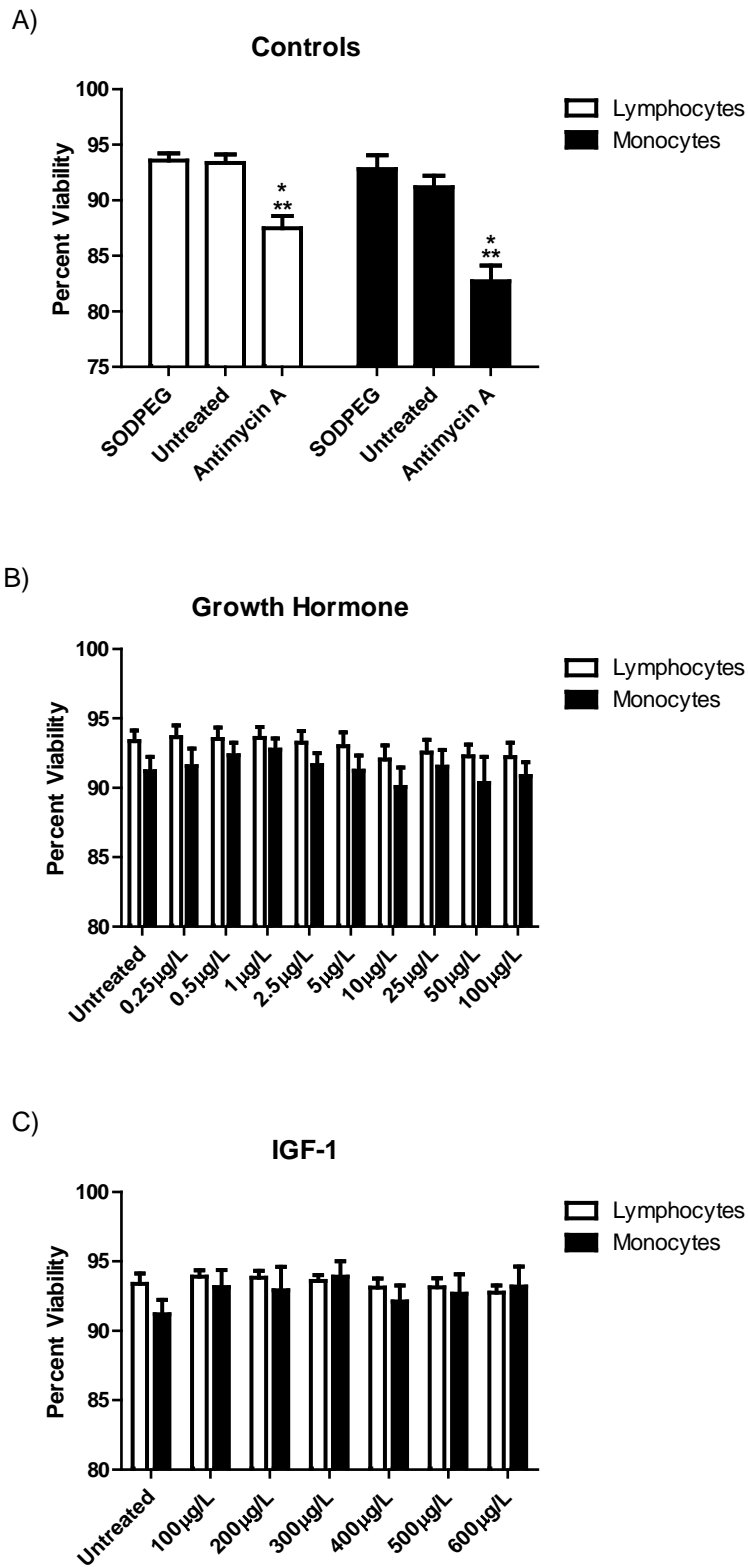 A)
Controls
100
95
90
85
80
75
Percent Viability
Lymphocytes
Monocytes
*
**
*
**
SODPEG
Untreated
Antimycin A
SODPEG
Untreated
Antimycin A
B)
Growth Hormone
100
95
90
85
80
Percent Viability
Lymphocytes
Monocytes
Untreated
0.25µg/L
0.5µg/L
1µg/L
2.5µg/L
5µg/L
10µg/L
25µg/L
50µg/L
100µg/L
C)
IGF-1
100
95
90
85
80
Percent Viability
Lymphocytes
Monocytes
Untreated
100µg/L
200µg/L
300µg/L
400µg/L
500µg/L
600µg/L